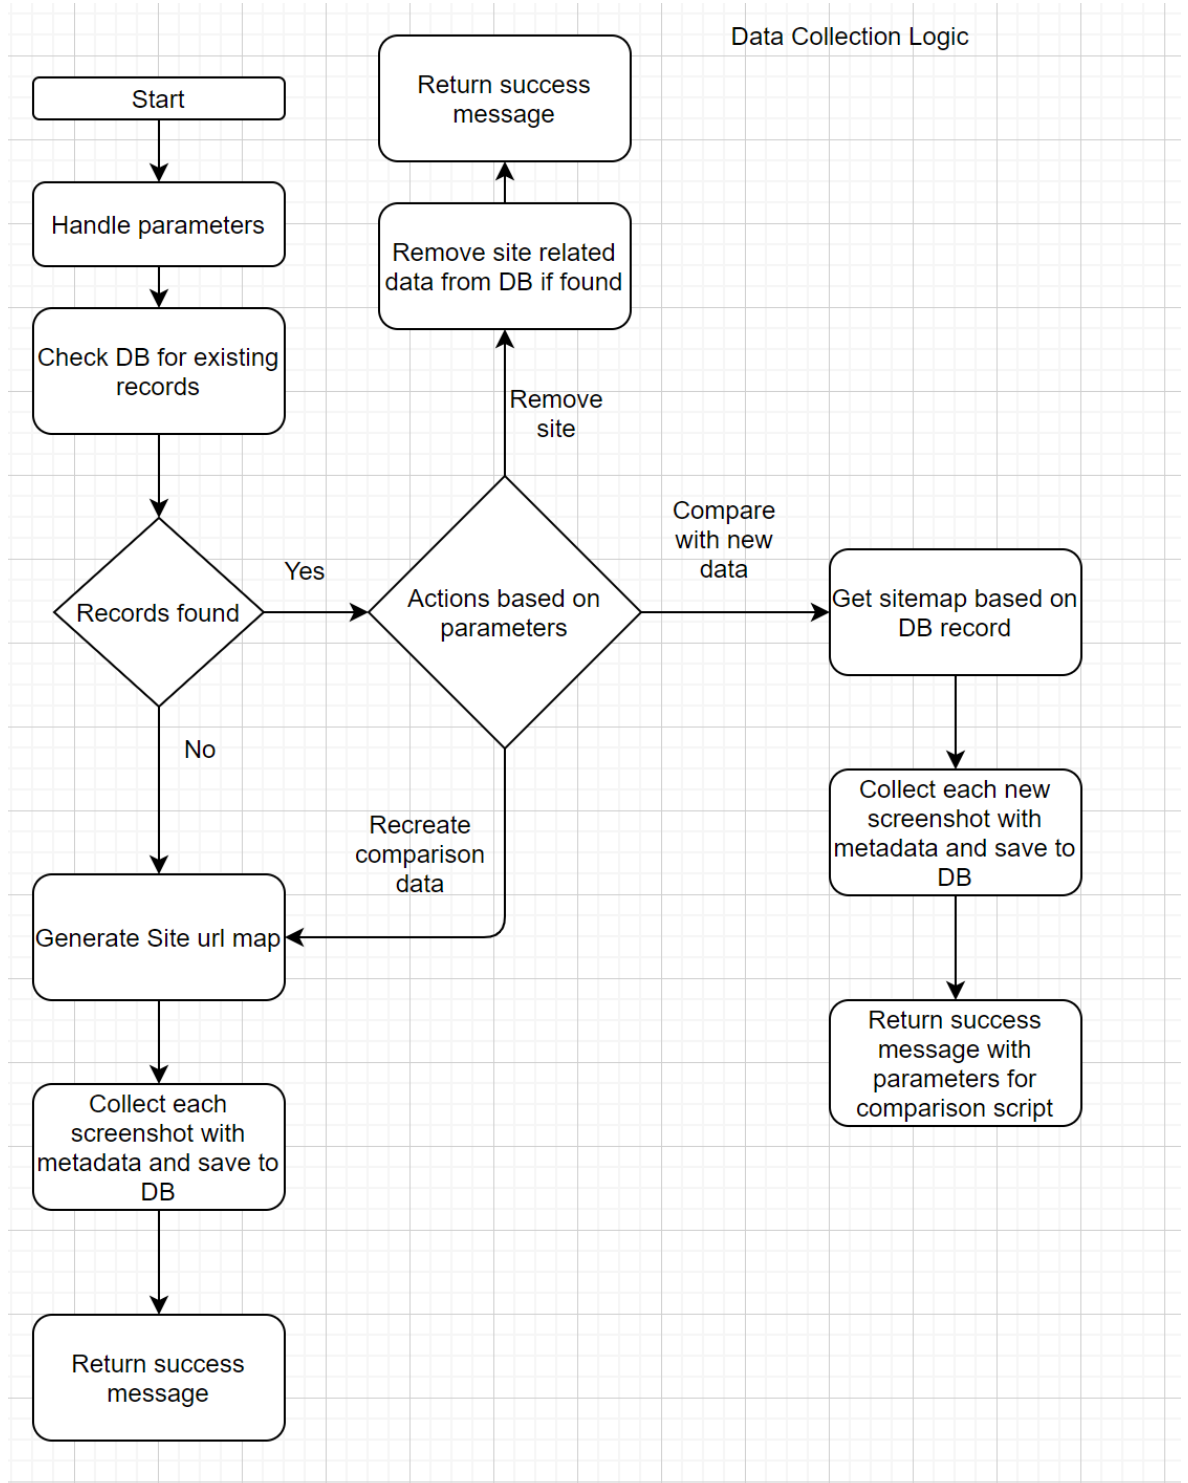 Data Collection Logic
Start
Handle parameters
Check DB for existing
records
Records found
Yes
No
Actions based on
parameters
Remove
site
Remove site related
data from DB if found
Return success
message
Compare
with new
data
Get sitemap based on
DB record
Collect each new
screenshot with
metadata and save to
DB
Return success
message with
parameters for
comparison script
Recreate
comparison
data
Generate Site url map
Collect each
screenshot with
metadata and save to
DB
Return success
message